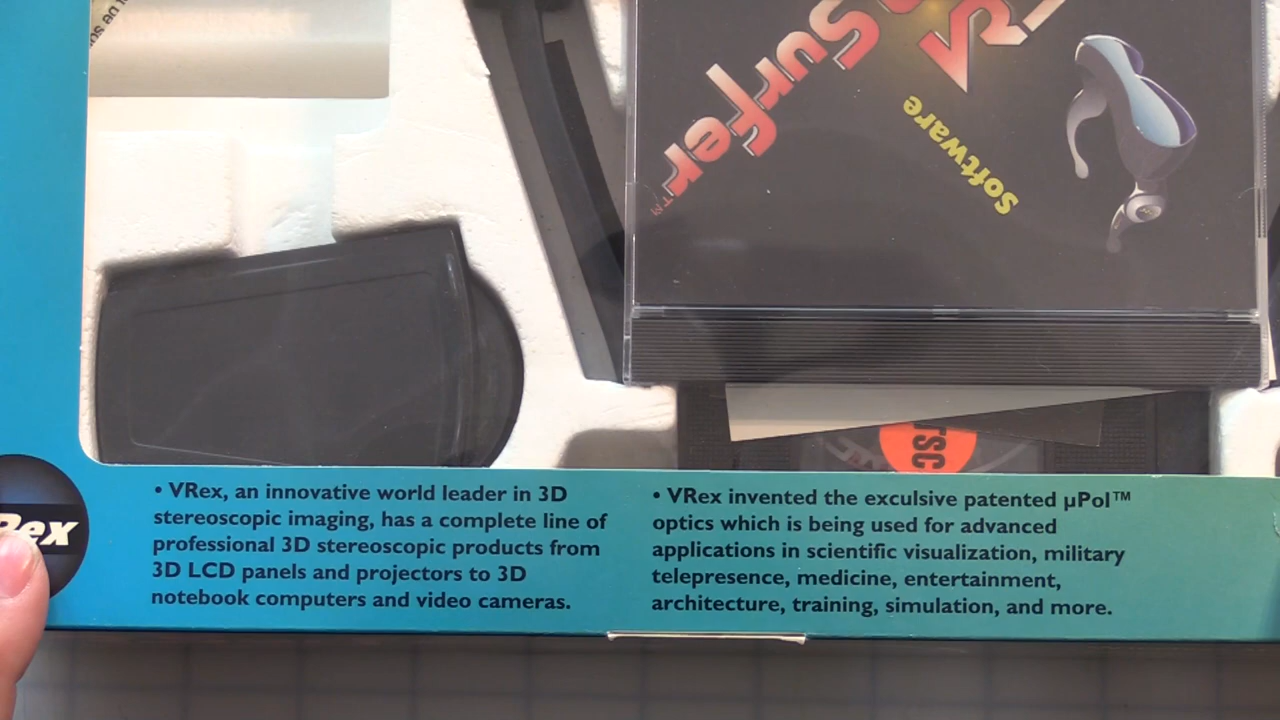 Surfer™
Software
TSC
Rex
• VRex, an innovative world leader in 3D
stereoscopic imaging, has a complete line of
professional 3D stereoscopic products from
3D LCD panels and projectors to 3D
notebook computers and video cameras.
• VRex invented the exculsive patented µPol™
optics which is being used for advanced
applications in scientific visualization, military
telepresence, medicine, entertainment,
architecture, training, simulation, and more.